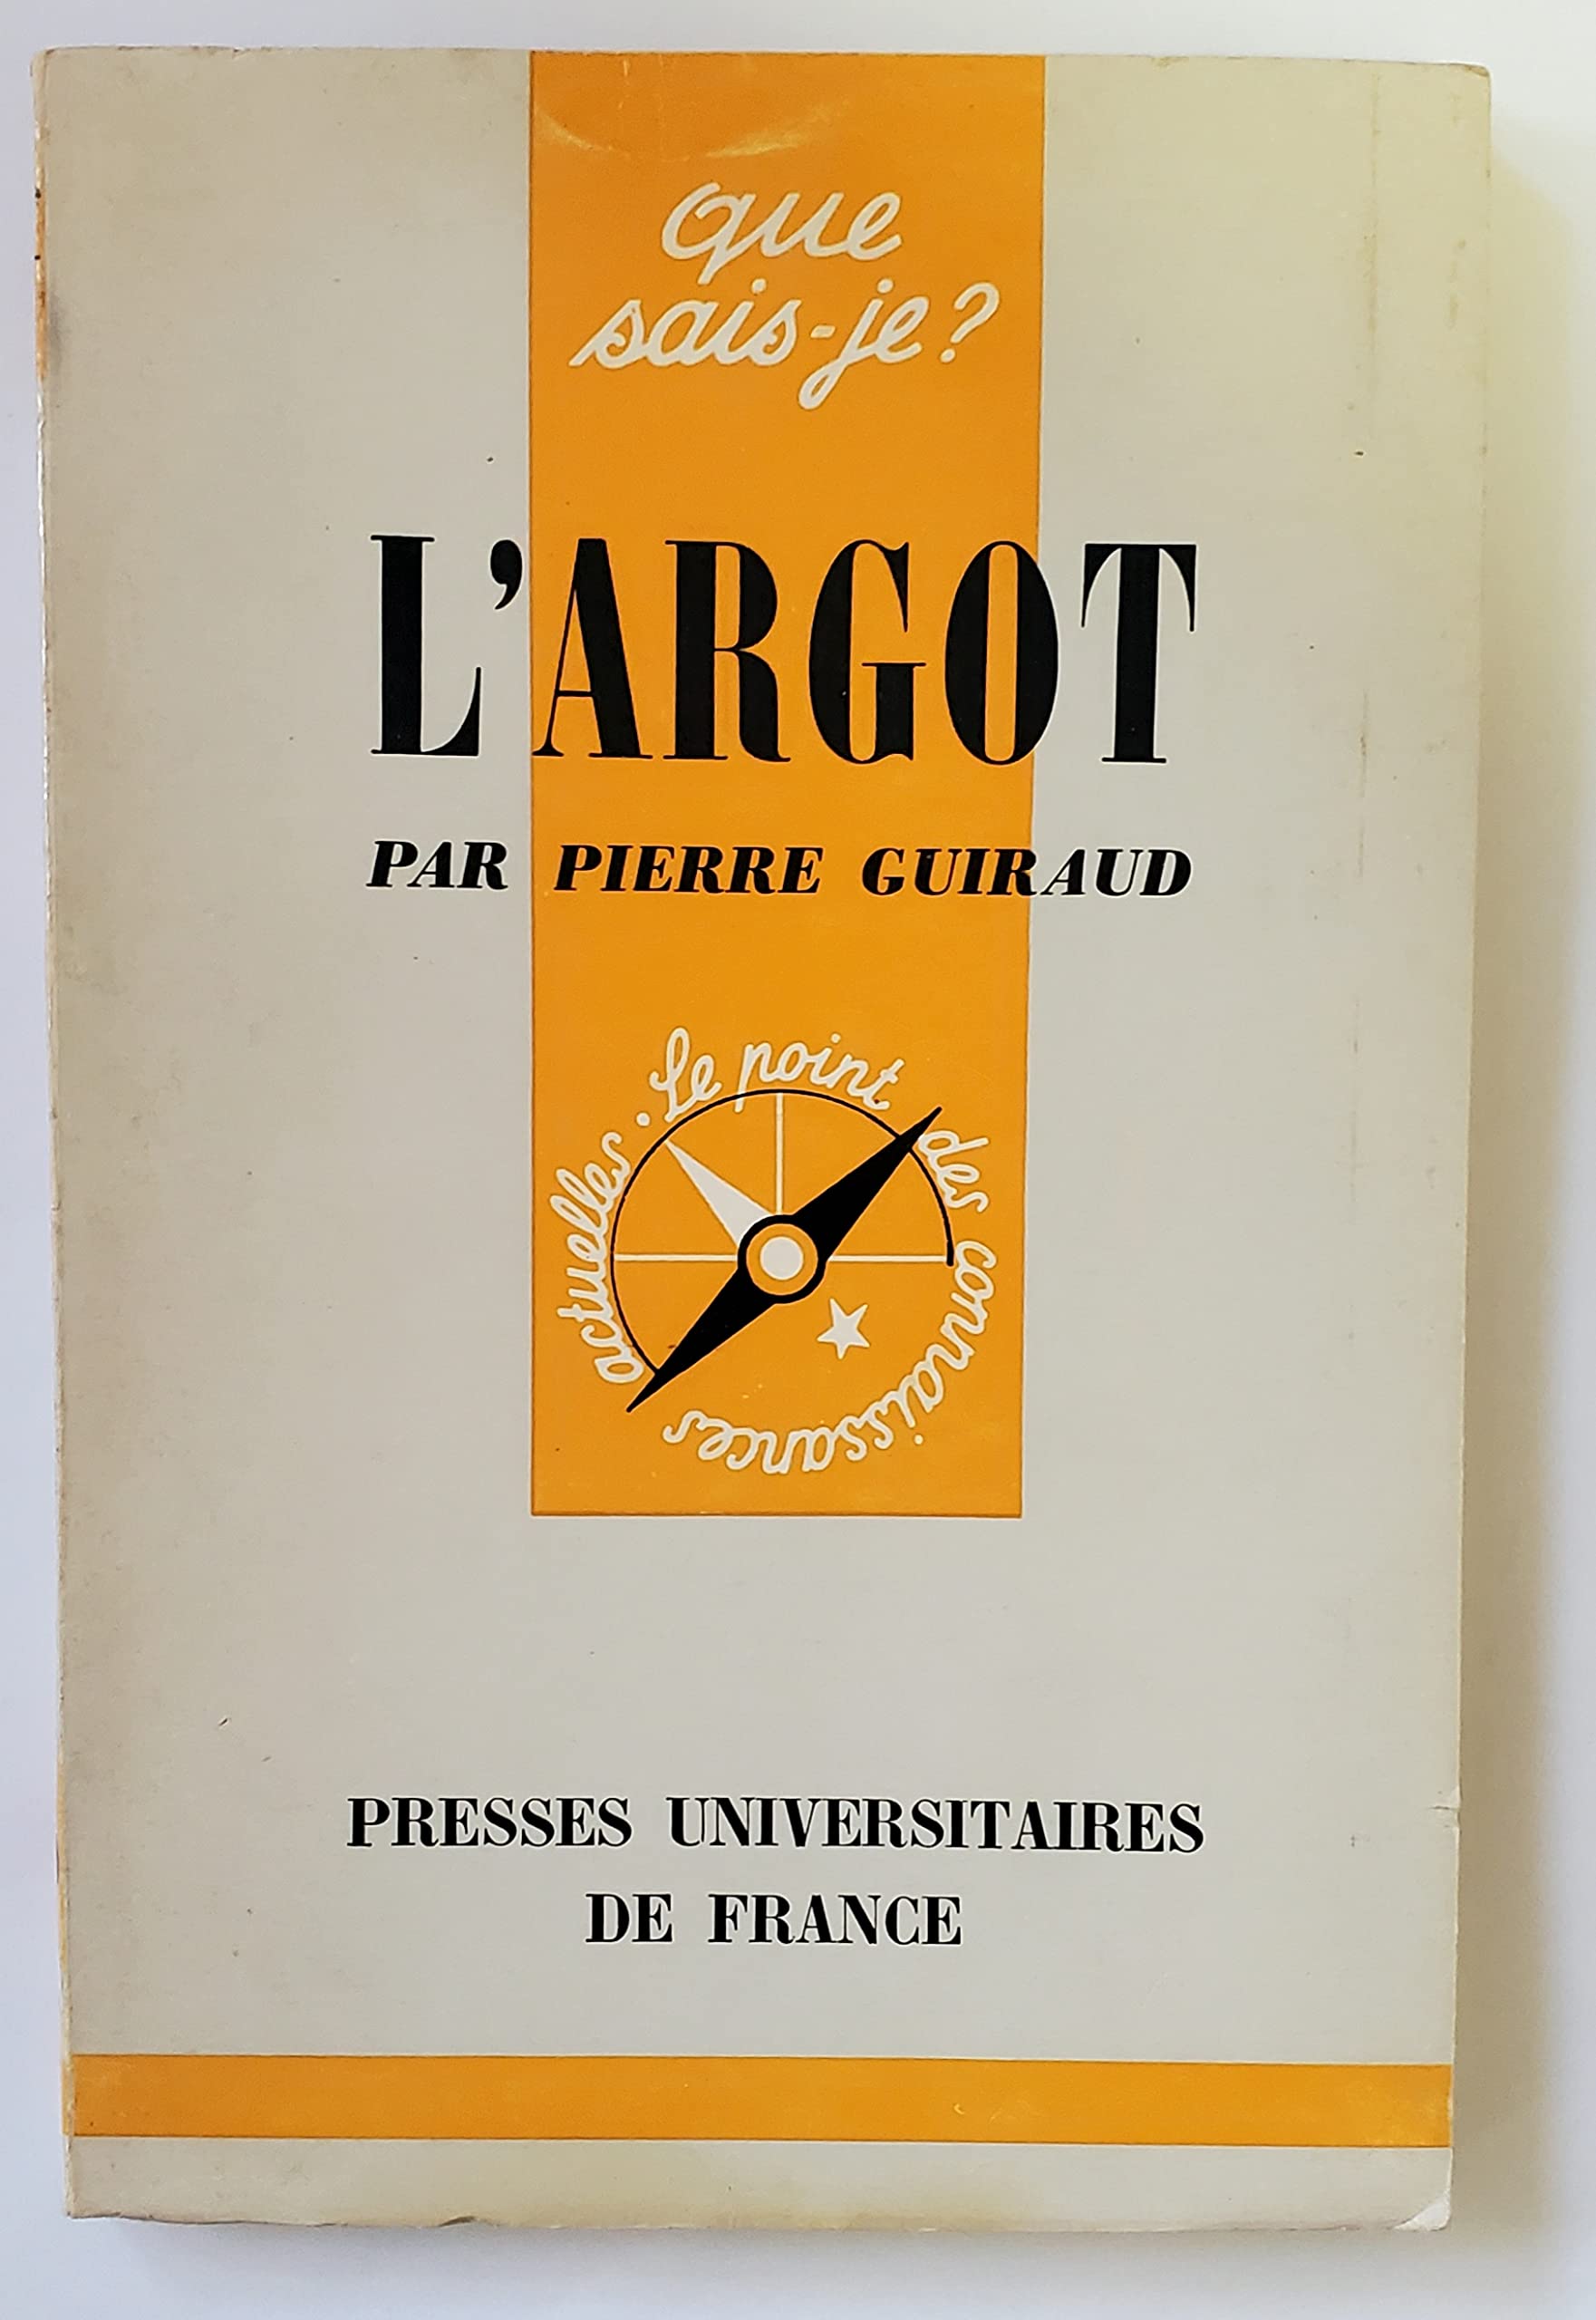 que
sais-je?
L'ARGOT
PAR PIERRE GUIRAUD
Le point des connaissances actuelles.
PRESSES UNIVERSITAIRES
DE FRANCE